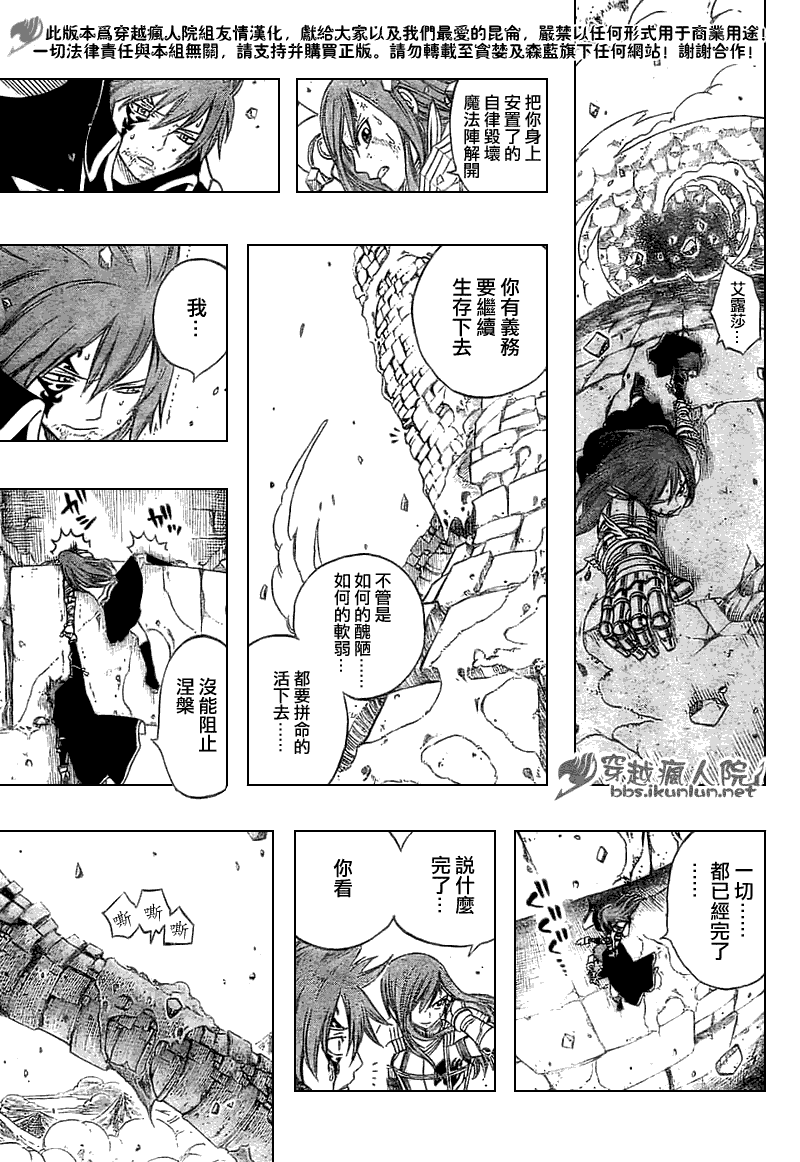 此版本爲穿越瘋人院組友情漢化，獻給大家以及我們最愛的昆侖，嚴禁以任何形式用于商業用途！
一切法律責任與本組無關，請支持并購買正版。請勿轉載至貪婪及森藍旗下任何網站！謝謝合作！
艾露莎…
把你身上
安置了的
自律毀壞
魔法陣解開
你有義務
要繼續
生存下去
不管是
如何的醜陋……
如何的軟弱…
都要拼命的
活下去……
我…
沒能阻止
涅槃
穿越瘋人院
bbs.ikunlun.net
一切……
都已經完了
……
説什麼
完了…
你看
嘶
嘶
嘶